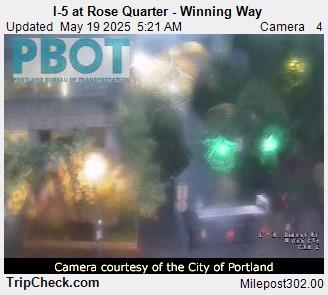 I-5 at Rose Quarter - Winning Way
Updated May 19 2025 5:21 AM Camera 4
PBOT
PORTLAND BUREAU OF TRANSPORTATION
Camera courtesy of the City of Portland
TripCheck.com Milepost302.00